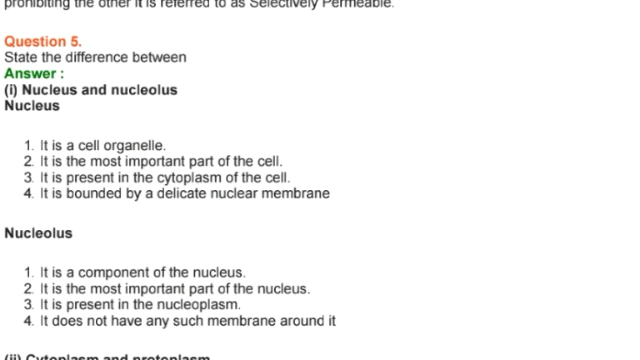 prohibiting the other it is referred to as Selectively Permeable.
Question 5.
State the difference between
Answer :
(i) Nucleus and nucleolus
Nucleus
1. It is a cell organelle.
2. It is the most important part of the cell.
3. It is present in the cytoplasm of the cell.
4. It is bounded by a delicate nuclear membrane
Nucleolus
1. It is a component of the nucleus.
2. It is the most important part of the nucleus.
3. It is present in the nucleoplasm.
4. It does not have any such membrane around it
(ii) Cytoplasm and protoplasm